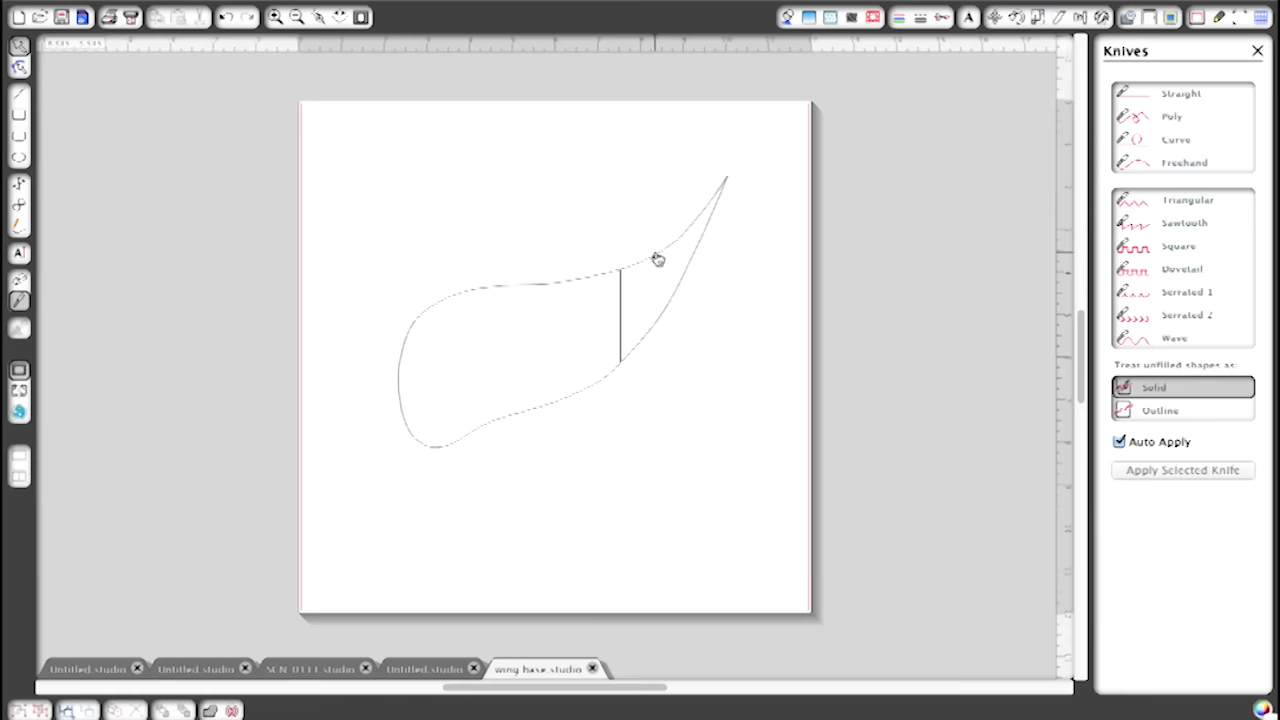 Knives
Straight
Poly
Curve
Freehand
Triangular
Sawtooth
Square
Dovetail
Serrated 1
Serrated 2
Wave
Treat unfilled shapes as:
Solid
Outline
Auto Apply
Apply Selected Knife
Untitled.studio
Untitled.studio
Untitled.studio
wing base.studio